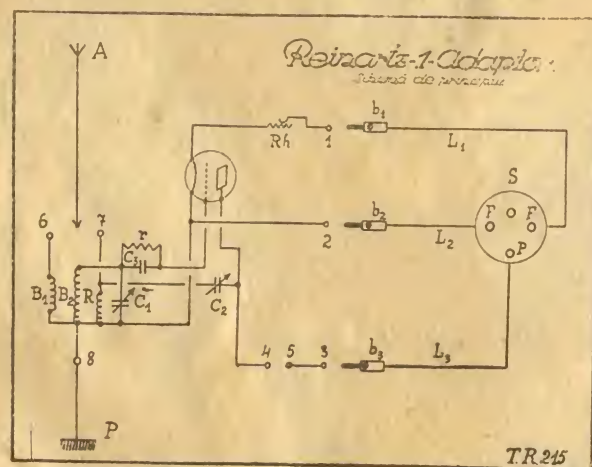 Reinartz-1-Adaptor
Schema de principiu
A
Rh
1
b₁
L₁
S
F
F
P
6
7
r
C₃
2
b₂
L₂
B₁
B₂
R
C₁
C₂
8
4
5
3
b₃
L₃
P
T.R. 215